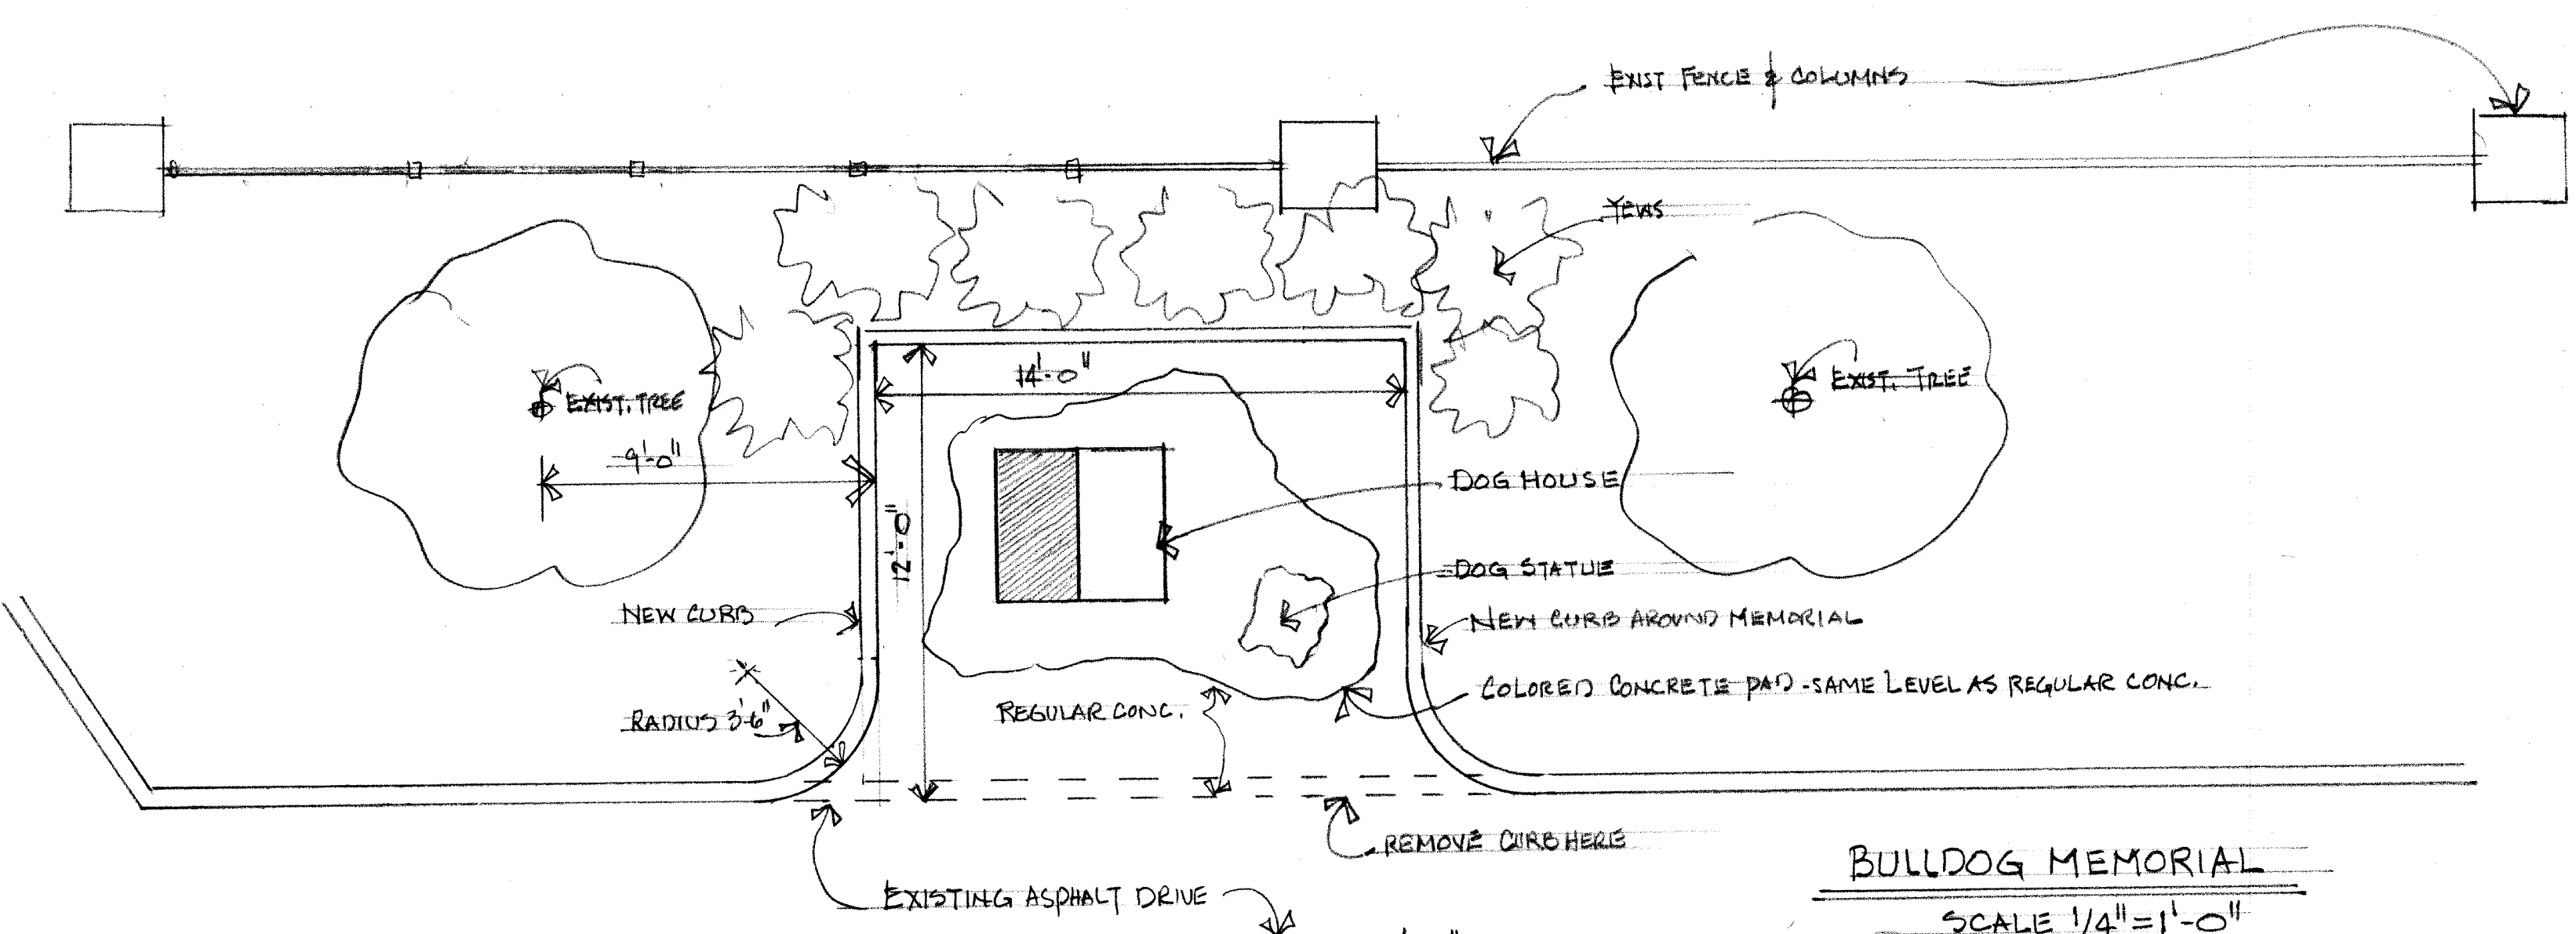 EXIST FENCE & COLUMNS
YEWS
14'-0"
EXIST. TREE
EXIST. TREE
9'-0"
DOG HOUSE
12'-0"
DOG STATUE
NEW CURB
NEW CURB AROUND MEMORIAL
COLORED CONCRETE PAD - SAME LEVEL AS REGULAR CONC.
REGULAR CONC.
RADIUS 3'-6"
REMOVE CURB HERE
BULLDOG MEMORIAL
EXISTING ASPHALT DRIVE
SCALE 1/4"=1'-0"